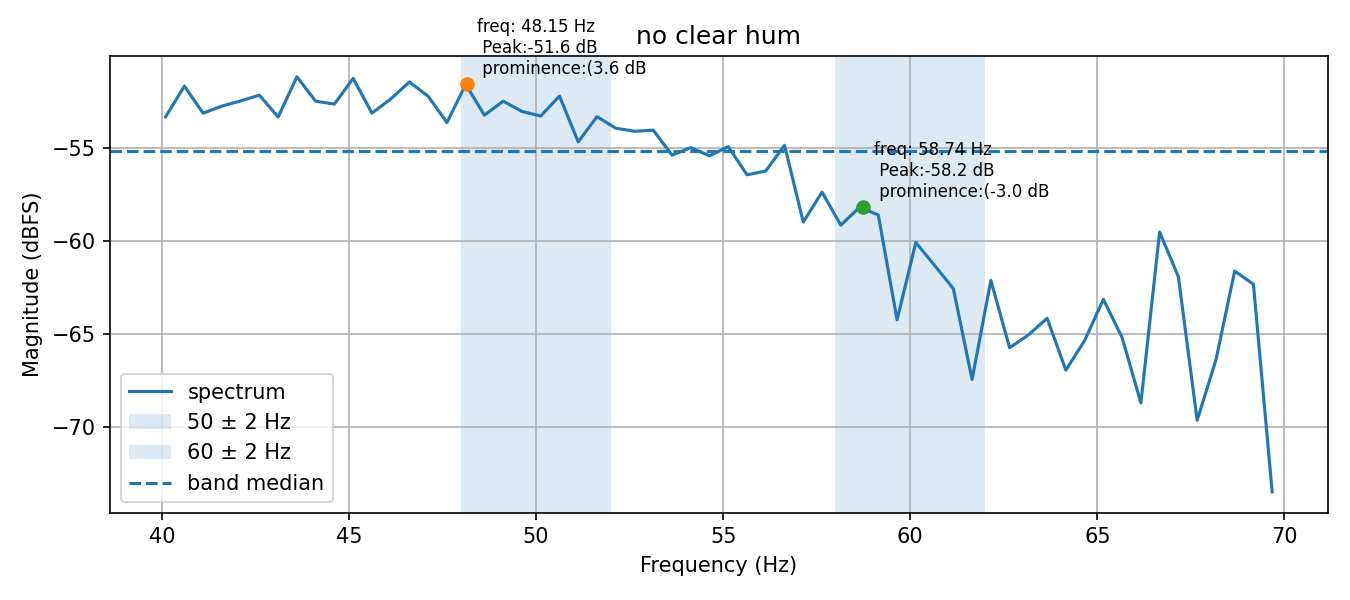 freq: 48.15 Hz
Peak:-51.6 dB
prominence:(3.6 dB
no clear hum
freq: 58.74 Hz
Peak:-58.2 dB
prominence:(-3.0 dB
Magnitude (dBFS)
−55
−60
−65
−70
spectrum
50 ± 2 Hz
60 ± 2 Hz
band median
40 45 50 55 60 65 70
Frequency (Hz)